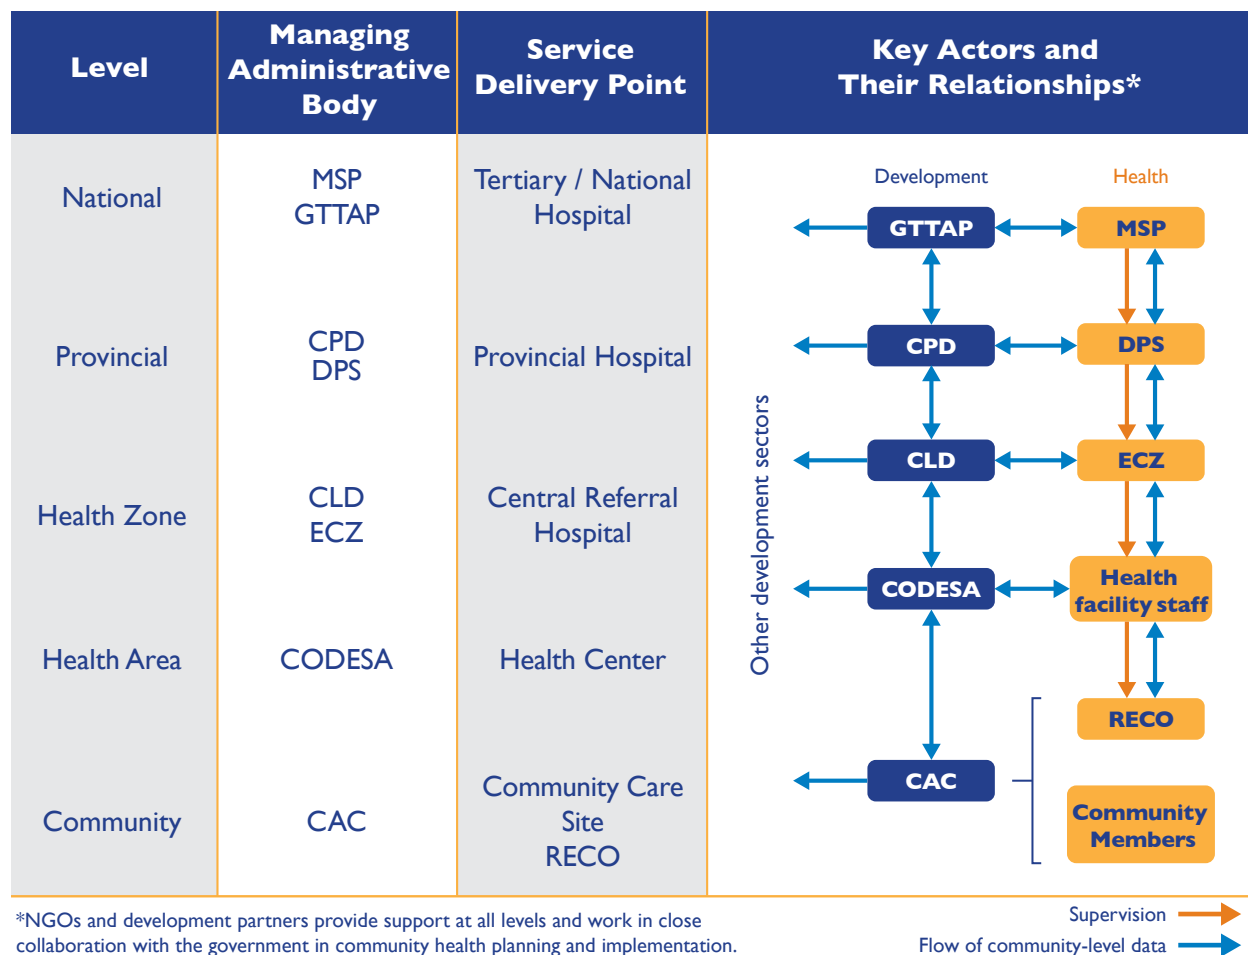 Level
Managing
Administrative
Body
Service
Delivery Point
Key Actors and
Their Relationships*
National
MSP
GTTAP
Tertiary / National
Hospital
Provincial
CPD
DPS
Provincial Hospital
Health Zone
CLD
ECZ
Central Referral
Hospital
Health Area
CODESA
Health Center
Community
CAC
Community Care
Site
RECO
Other development sectors
Development
Health
GTTAP
MSP
CPD
DPS
CLD
ECZ
CODESA
Health
facility staff
RECO
CAC
Community
Members
*NGOs and development partners provide support at all levels and work in close
collaboration with the government in community health planning and implementation.
Supervision
Flow of community-level data